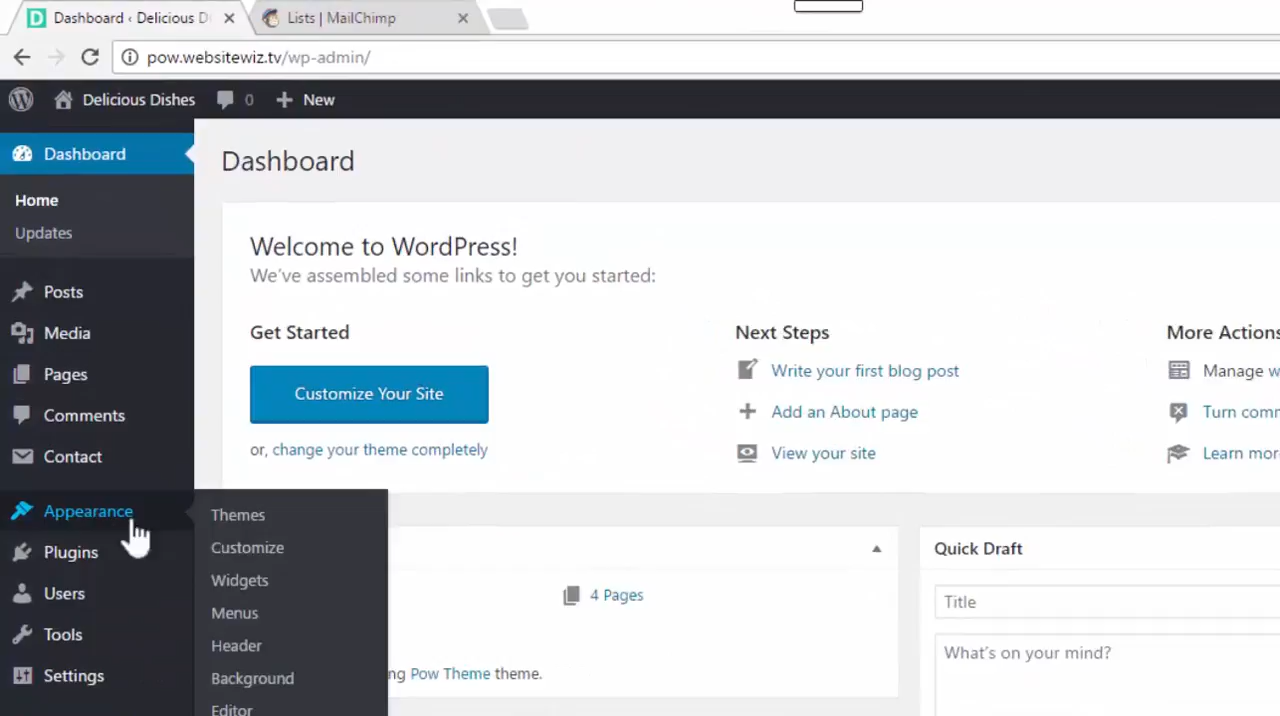 Dashboard ‹ Delicious D
Lists | MailChimp
pow.websitewiz.tv/wp-admin/
Delicious Dishes
0
New
Dashboard
Home
Updates
Posts
Media
Pages
Comments
Contact
Appearance
Plugins
Users
Tools
Settings
Themes
Customize
Widgets
Menus
Header
Background
Editor
Dashboard
Welcome to WordPress!
We've assembled some links to get you started:
Get Started
Customize Your Site
or, change your theme completely
Next Steps
Write your first blog post
Add an About page
View your site
More Actions
Manage w
Turn comm
Learn mor
4 Pages
ng Pow Theme theme.
Quick Draft
Title
What's on your mind?